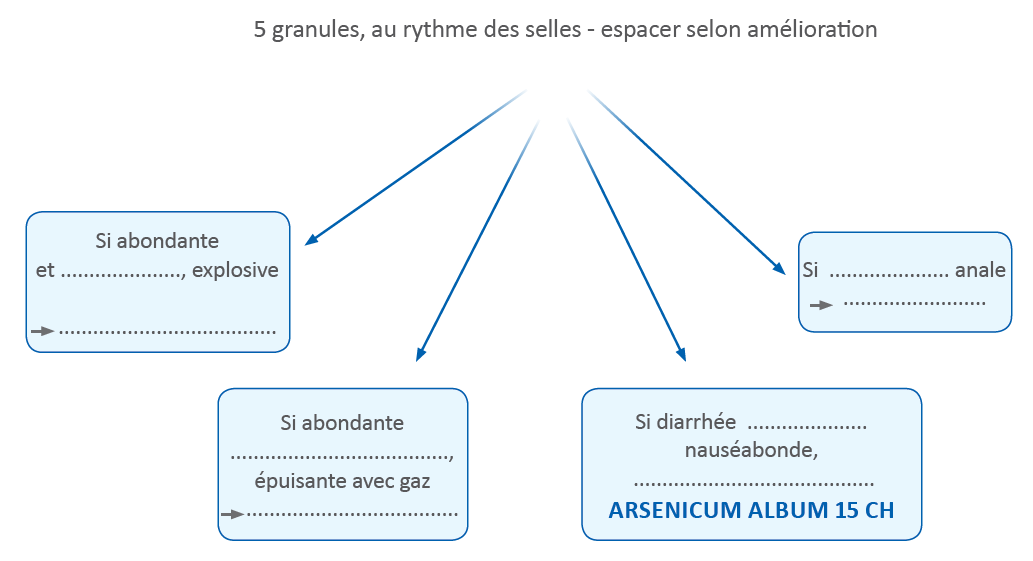 5 granules, au rythme des selles - espacer selon amélioration
Si abondante
et ....................., explosive
......................................
Si abondante
......................................,
épuisante avec gaz
.....................................
Si diarrhée .....................
nauséabonde,
..........................................
ARSENICUM ALBUM 15 CH
Si ..................... anale
.........................